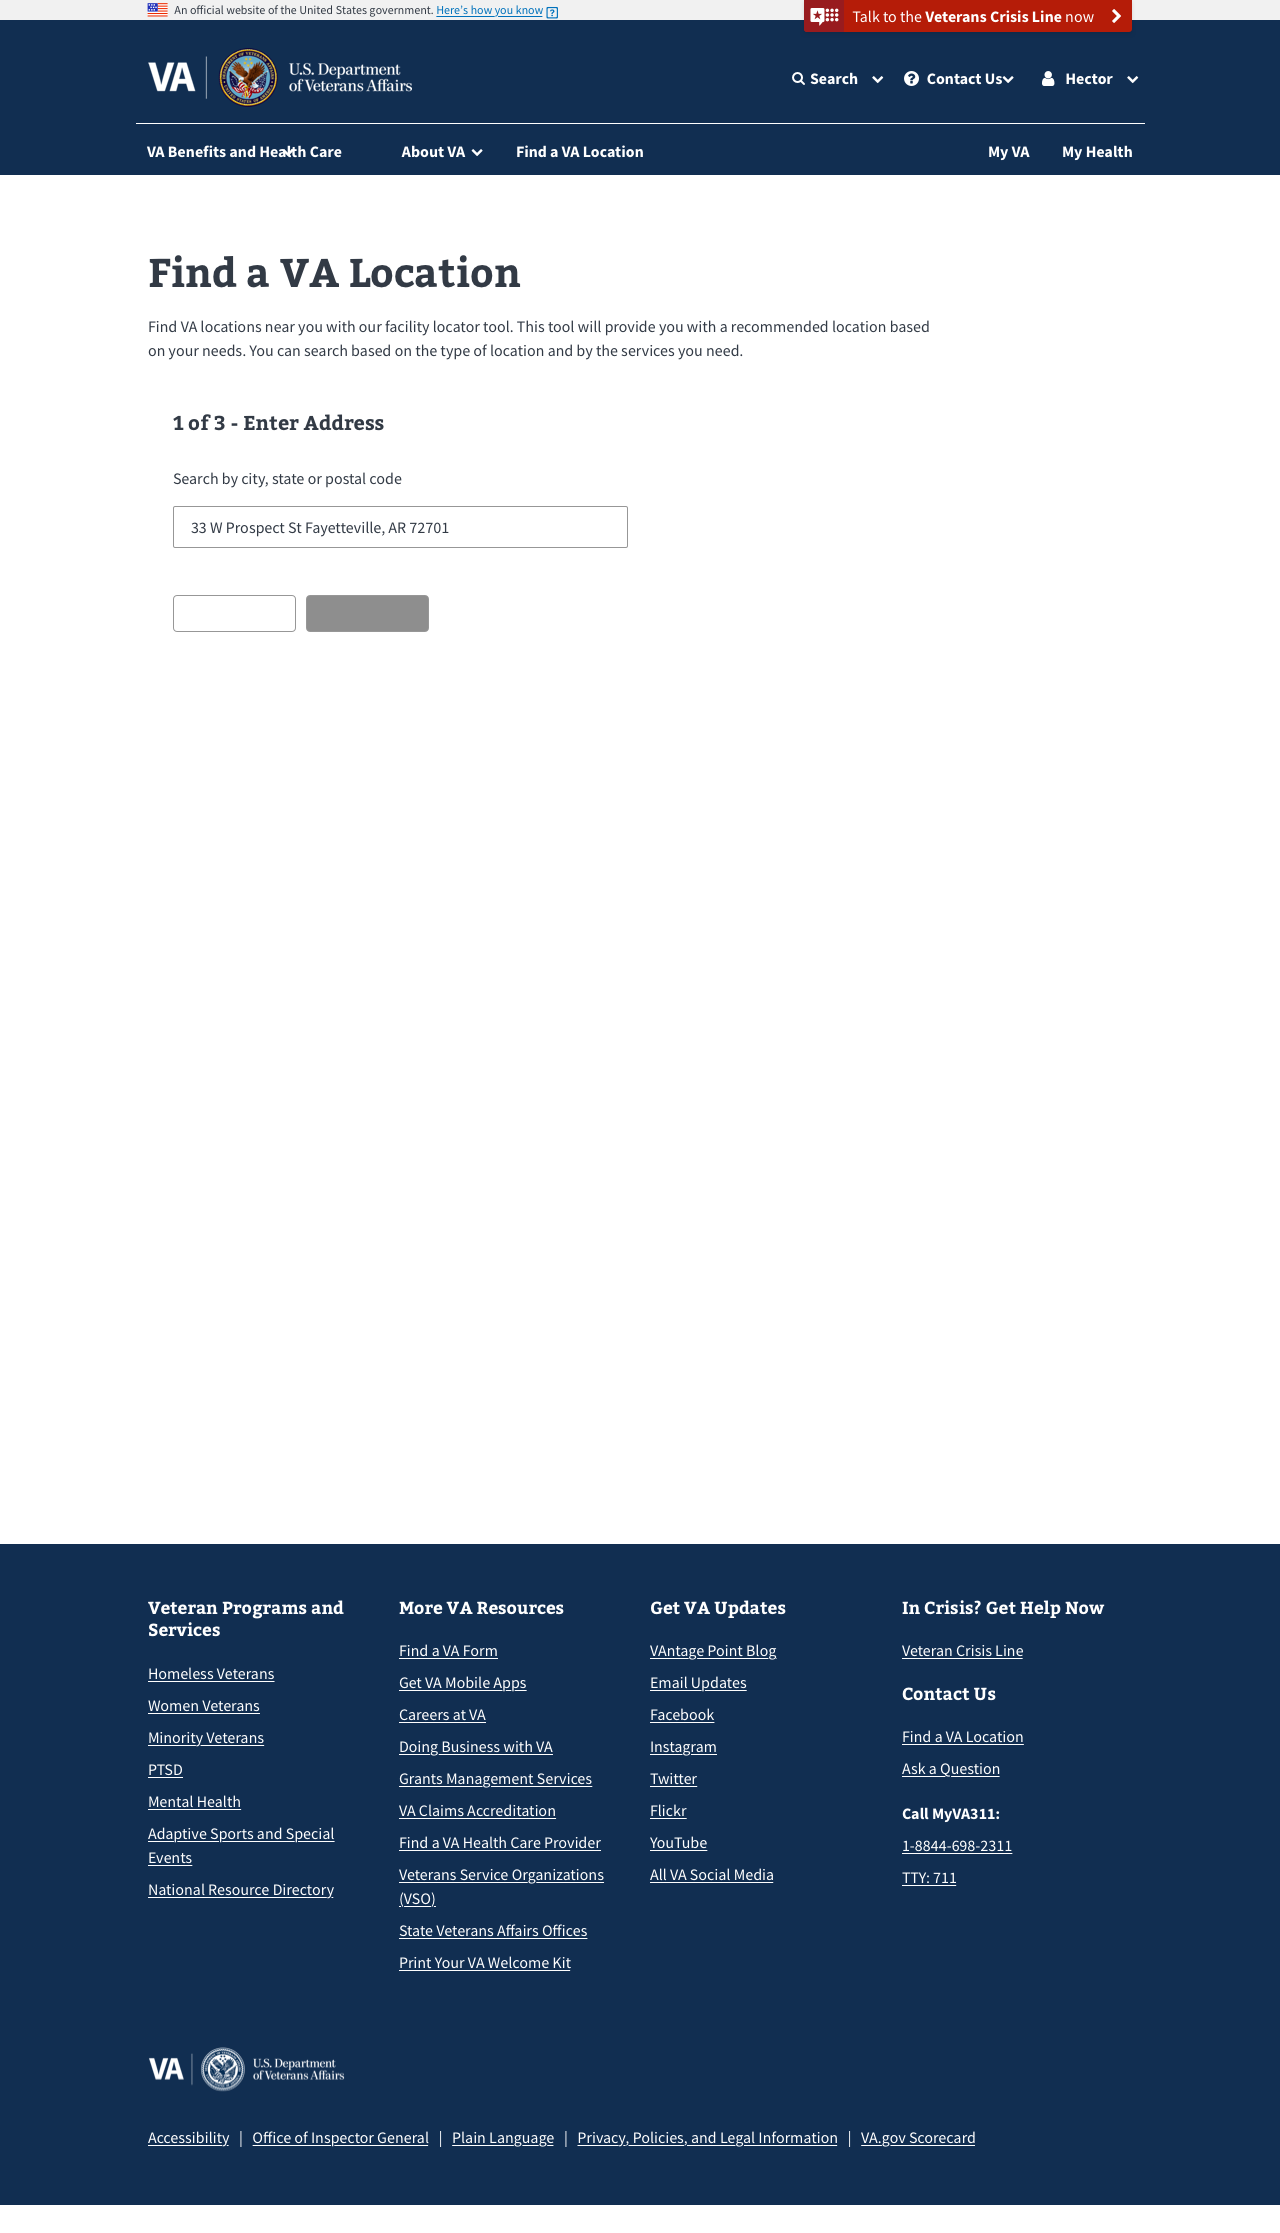 An official website of the United States government. Here's how you know
Talk to the Veterans Crisis Line now
VA
U.S. Department
of Veterans Affairs
Search
Contact Us
Hector
VA Benefits and Health Care
About VA
Find a VA Location
My VA
My Health
Find a VA Location
Find VA locations near you with our facility locator tool. This tool will provide you with a recommended location based
on your needs. You can search based on the type of location and by the services you need.
1 of 3 - Enter Address
Search by city, state or postal code
33 W Prospect St Fayetteville, AR 72701
Veteran Programs and
Services
Homeless Veterans
Women Veterans
Minority Veterans
PTSD
Mental Health
Adaptive Sports and Special
Events
National Resource Directory
More VA Resources
Find a VA Form
Get VA Mobile Apps
Careers at VA
Doing Business with VA
Grants Management Services
VA Claims Accreditation
Find a VA Health Care Provider
Veterans Service Organizations
(VSO)
State Veterans Affairs Offices
Print Your VA Welcome Kit
Get VA Updates
VAntage Point Blog
Email Updates
Facebook
Instagram
Twitter
Flickr
YouTube
All VA Social Media
In Crisis? Get Help Now
Veteran Crisis Line
Contact Us
Find a VA Location
Ask a Question
Call MyVA311:
1-8844-698-2311
TTY: 711
VA
U.S. Department
of Veterans Affairs
Accessibility | Office of Inspector General | Plain Language | Privacy, Policies, and Legal Information | VA.gov Scorecard